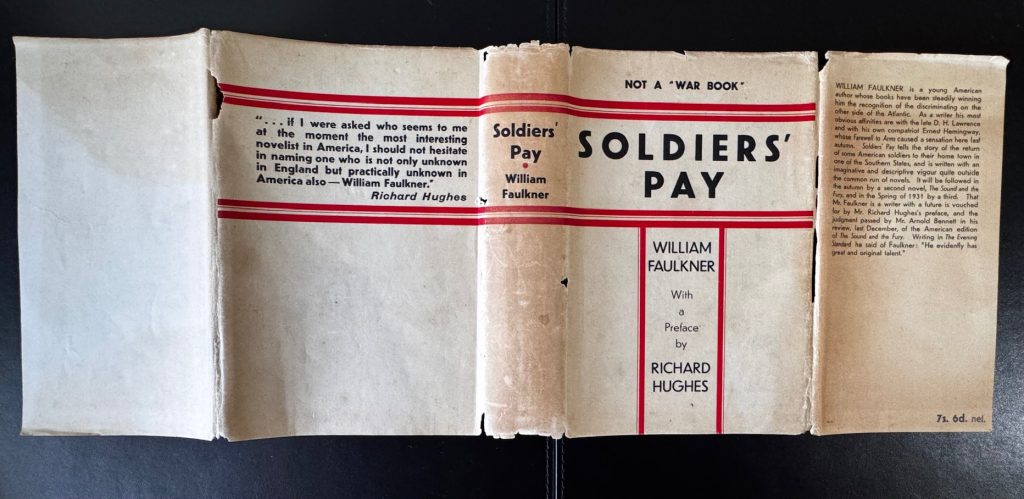 ". . . if I were asked who seems to me
at the moment the most interesting
novelist in America, I should not hesitate
in naming one who is not only unknown
in England but practically unknown in
America also — William Faulkner."
Richard Hughes
Soldiers'
Pay
William
Faulkner
NOT A "WAR BOOK"
SOLDIERS'
PAY
WILLIAM
FAULKNER
With
a
Preface
by
RICHARD
HUGHES
WILLIAM FAULKNER is a young American
author whose books have been steadily winning
him the recognition of the discriminating on the
other side of the Atlantic. As a writer his most
obvious affinities are with the late D. H. Lawrence
and with his own compatriot Ernest Hemingway,
whose Farewell to Arms caused a sensation here last
autumn. Soldiers' Pay tells the story of the return
of some American soldiers to their home town in
one of the Southern States, and is written with an
imaginative and descriptive vigour quite outside
the common run of novels. It will be followed in
the autumn by a second novel, The Sound and the
Fury, and in the Spring of 1931 by a third. That
Mr. Faulkner is a writer with a future is vouched
for by Mr. Richard Hughes's preface, and the
judgment passed by Mr. Arnold Bennett in his
review, last December, of the American edition
of The Sound and the Fury. Writing in The Evening
Standard he said of Faulkner: "He evidently has
great and original talent."
7s. 6d. net.